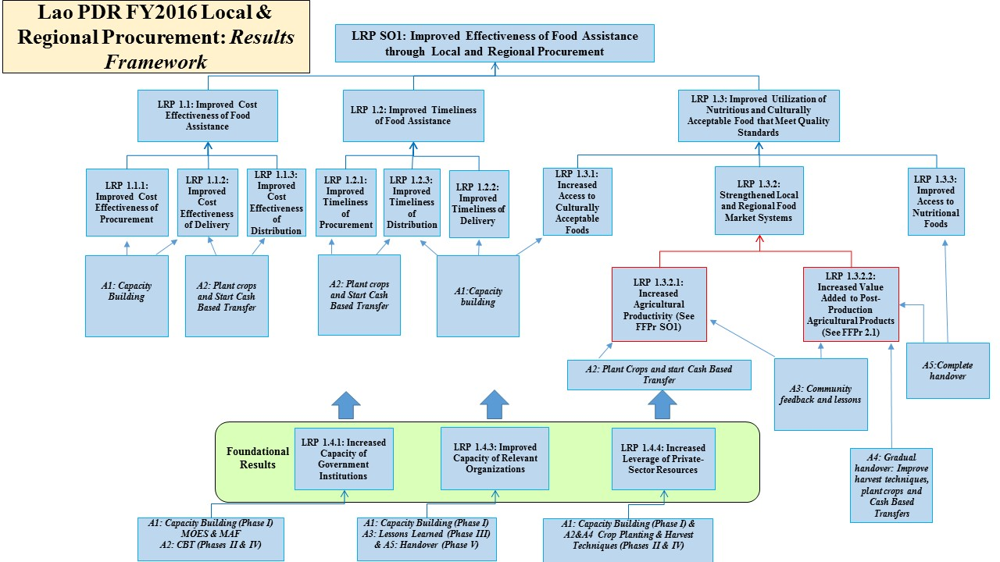 Lao PDR FY2016 Local &
Regional Procurement: Results
Framework
LRP SO1: Improved Effectiveness of Food Assistance
through Local and Regional Procurement
LRP 1.1: Improved Cost
Effectiveness of Food
Assistance
LRP 1.2: Improved Timeliness
of Food Assistance
LRP 1.3: Improved Utilization of
Nutritious and Culturally
Acceptable Food that Meet Quality
Standards
LRP 1.1.1:
Improved Cost
Effectiveness of
Procurement
LRP 1.1.2:
Improved
Cost
Effectiveness
of Delivery
LRP 1.1.3:
Improved
Cost
Effectiveness
of
Distribution
LRP 1.2.1:
Improved
Timeliness
of
Procurement
LRP 1.2.3:
Improved
Timeliness
of
Distribution
LRP 1.2.2:
Improved
Timeliness of
Delivery
LRP 1.3.1:
Increased
Access to
Culturally
Acceptable
Foods
LRP 1.3.2:
Strengthened Local
and Regional Food
Market Systems
LRP 1.3.3:
Improved
Access to
Nutritional
Foods
A1: Capacity
Building
A2: Plant crops
and Start Cash
Based Transfer
A2: Plant crops
and Start Cash
Based Transfer
A1:Capacity
building
LRP 1.3.2.1:
Increased
Agricultural
Productivity (See
FFPr SO1)
LRP 1.3.2.2:
Increased Value
Added to Post-
Production
Agricultural Products
(See FFPr 2.1)
A2: Plant Crops and start Cash Based
Transfer
A3: Community
feedback and lessons
A5:Complete
handover
A4: Gradual
handover: Improve
harvest techniques,
plant crops and
Cash Based
Transfers
Foundational
Results
LRP 1.4.1: Increased
Capacity of
Government
Institutions
LRP 1.4.3: Improved
Capacity of Relevant
Organizations
LRP 1.4.4: Increased
Leverage of Private-
Sector Resources
A1: Capacity Building (Phase I)
MOES & MAF
A2: CBT (Phases II & IV)
A1: Capacity Building (Phase I)
A3: Lessons Learned (Phase III)
& A5: Handover (Phase V)
A1: Capacity Building (Phase I) &
A2&A4 Crop Planting & Harvest
Techniques (Phases II & IV)